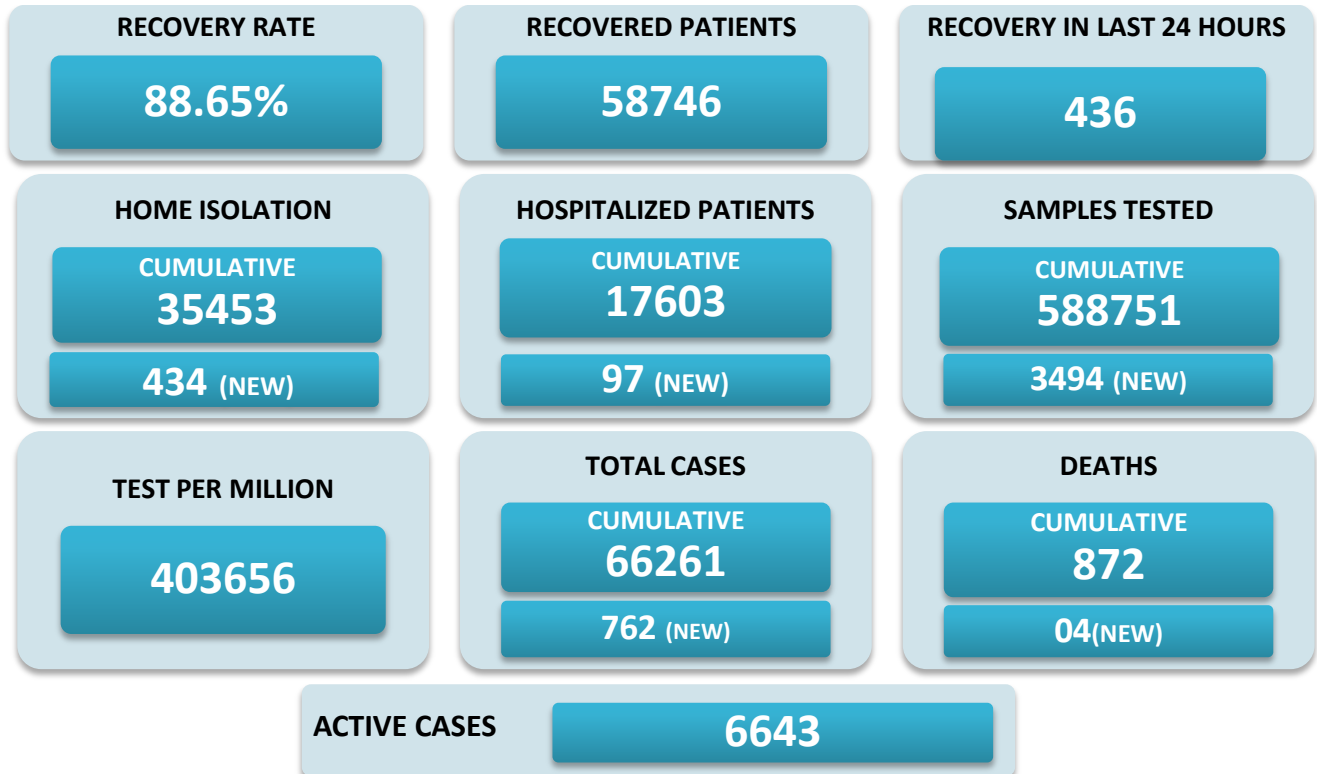 RECOVERY RATE
88.65%
RECOVERED PATIENTS
58746
RECOVERY IN LAST 24 HOURS
436
HOME ISOLATION
CUMULATIVE
35453
434 (NEW)
HOSPITALIZED PATIENTS
CUMULATIVE
17603
97 (NEW)
SAMPLES TESTED
CUMULATIVE
588751
3494 (NEW)
TEST PER MILLION
403656
TOTAL CASES
CUMULATIVE
66261
762 (NEW)
DEATHS
CUMULATIVE
872
04(NEW)
ACTIVE CASES
6643